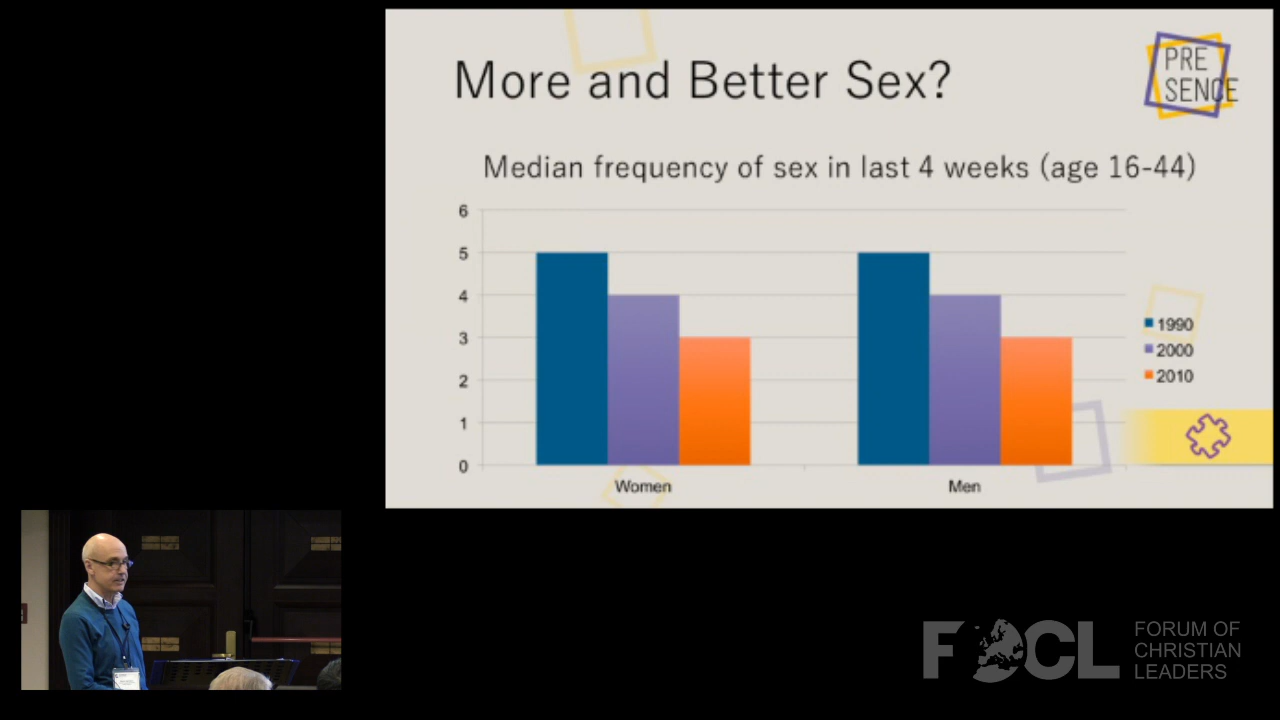 More and Better Sex?
PRE
SENCE
Median frequency of sex in last 4 weeks (age 16-44)
6
5
4
3
2
1
0
Women
Men
1990
2000
2010
FOCL
FORUM OF
CHRISTIAN
LEADERS